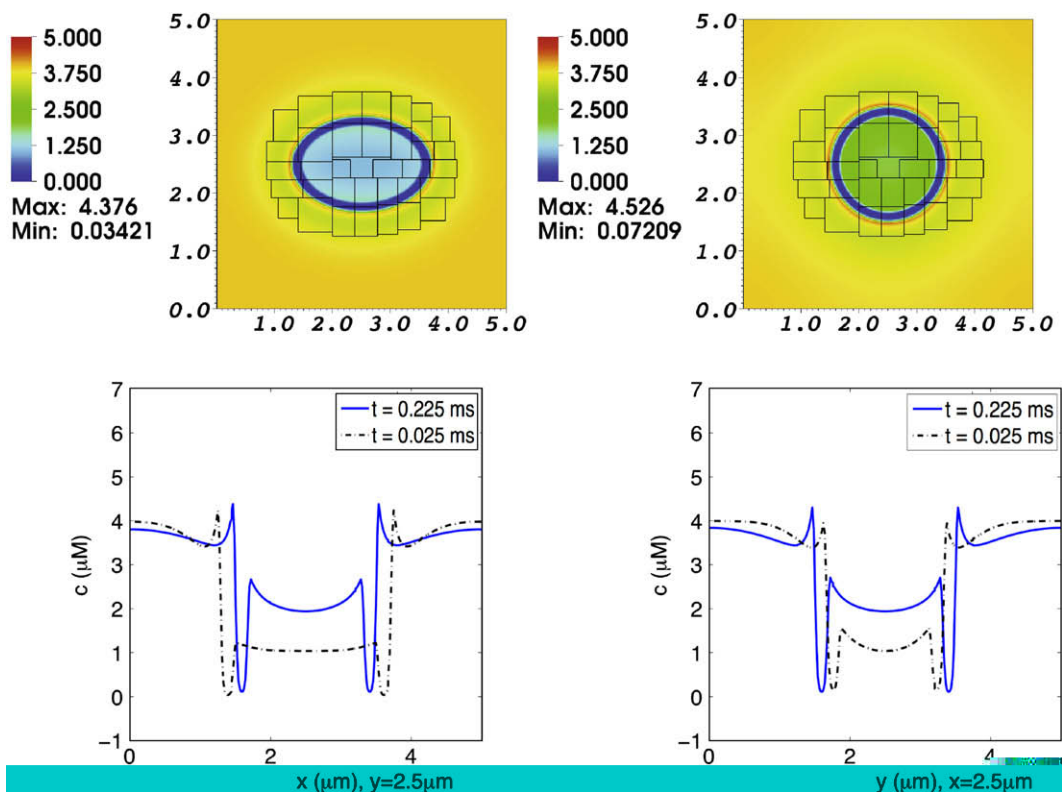 5.000
3.750
2.500
1.250
0.000
Max: 4.376
Min: 0.03421
5.0
4.0
3.0
2.0
1.0
0.0
1.0 2.0 3.0 4.0 5.0
5.000
3.750
2.500
1.250
0.000
Max: 4.526
Min: 0.07209
5.0
4.0
3.0
2.0
1.0
0.0
1.0 2.0 3.0 4.0 5.0
7
6
5
4
3
2
1
0
−1
c (μM)
t = 0.225 ms
t = 0.025 ms
0 2 4
x (μm), y=2.5μm
7
6
5
4
3
2
1
0
−1
c (μM)
t = 0.225 ms
t = 0.025 ms
0 2 4
y (μm), x=2.5μm